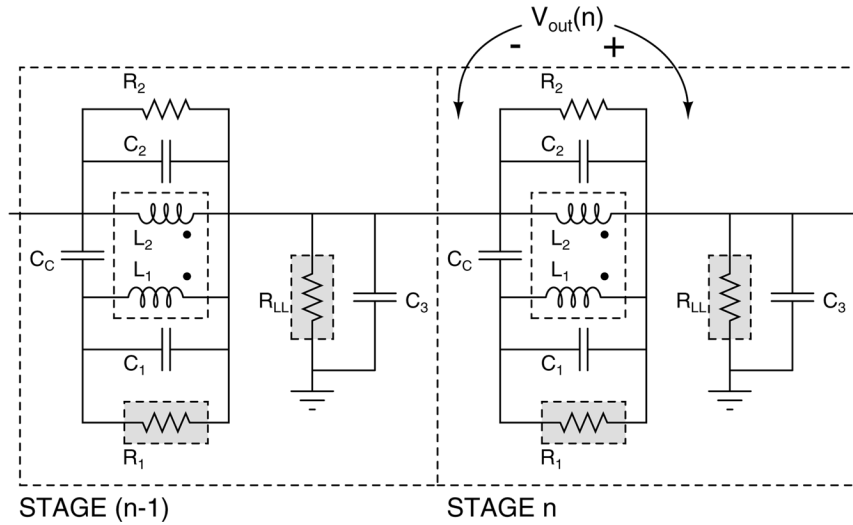 Vout(n)
- +
R2
R2
C2
C2
L2
L2
CC
L1
CC
L1
RLL
C3
RLL
C3
C1
C1
R1
R1
STAGE (n-1)
STAGE n